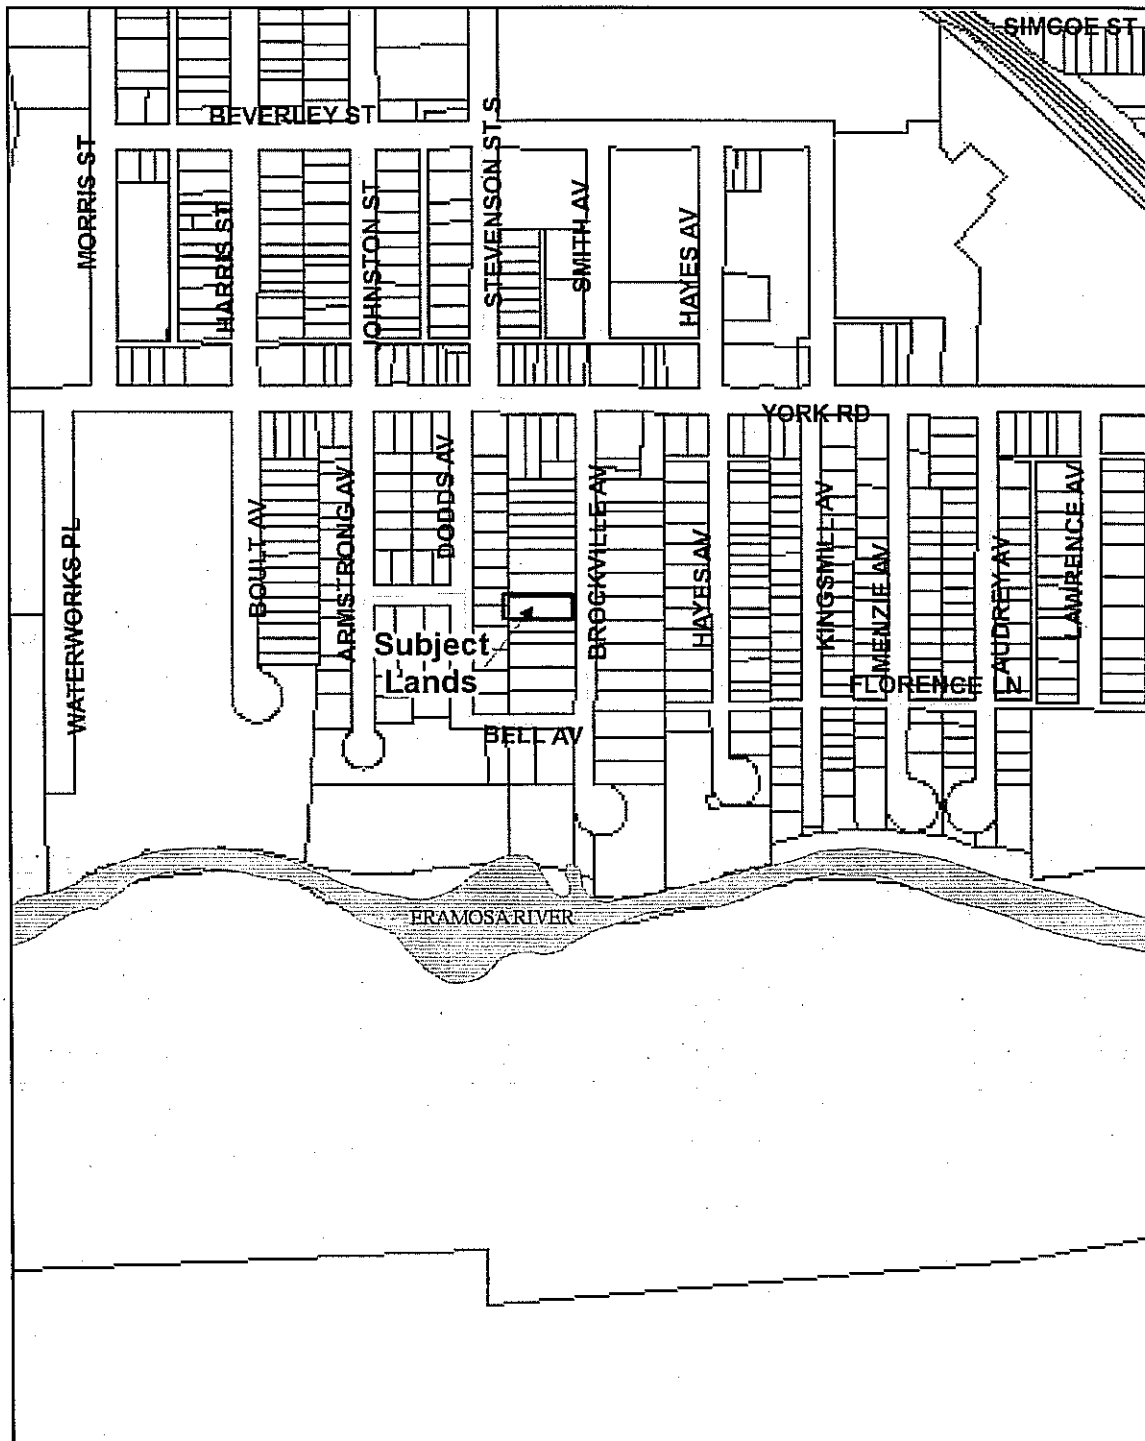 SIMCOE ST
BEVERLEY ST
MORRIS ST
HARRIS ST
JOHNSTON ST
STEVENSON ST S
SMITH AV
HAYES AV
YORK RD
WATERWORKS PL
BOULT AV
ARMSTRONG AV
DODDS AV
BROCKVILLE AV
HAYES AV
KINGSMILL AV
MENZIE AV
AUDREY AV
LAWRENCE AV
Subject
Lands
FLORENCE LN
BELL AV
ERAMOSA RIVER